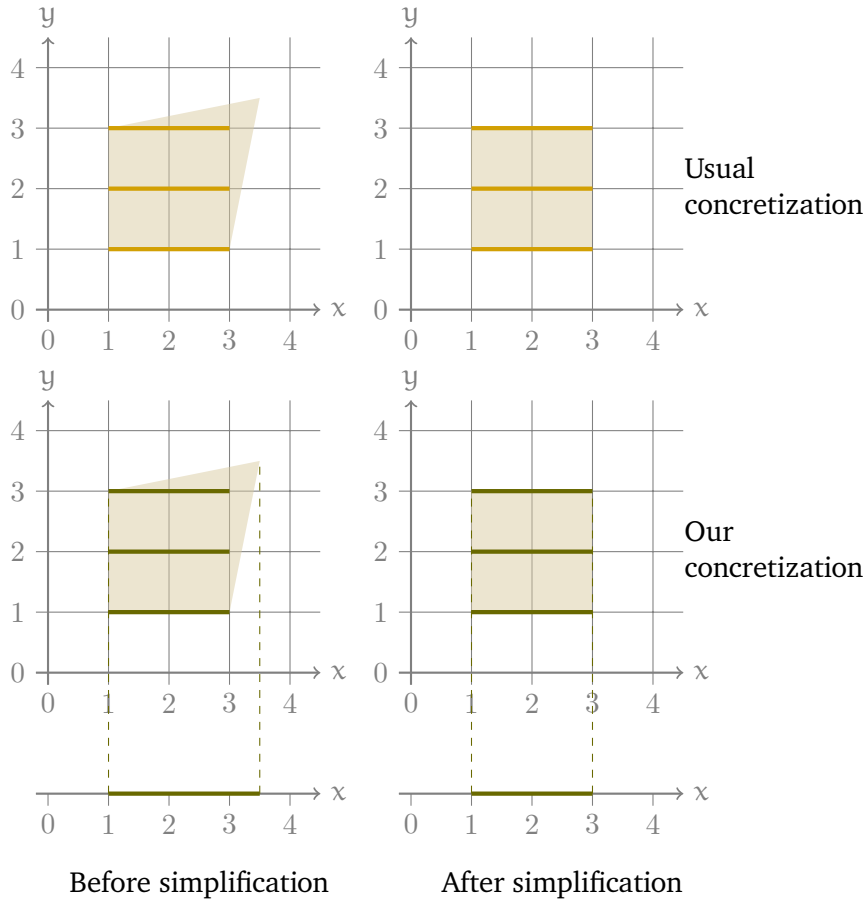 y y
4 4
3 3
Usual
2 2
concretization
1 1
0 x 0 x
0 1 2 3 4 0 1 2 3 4
y y
4 4
3 3
Our
2 2
concretization
1 1
0 x 0 x
0 1 2 3 4 0 1 2 3 4
x x
0 1 2 3 4 0 1 2 3 4
Before simplification After simplification